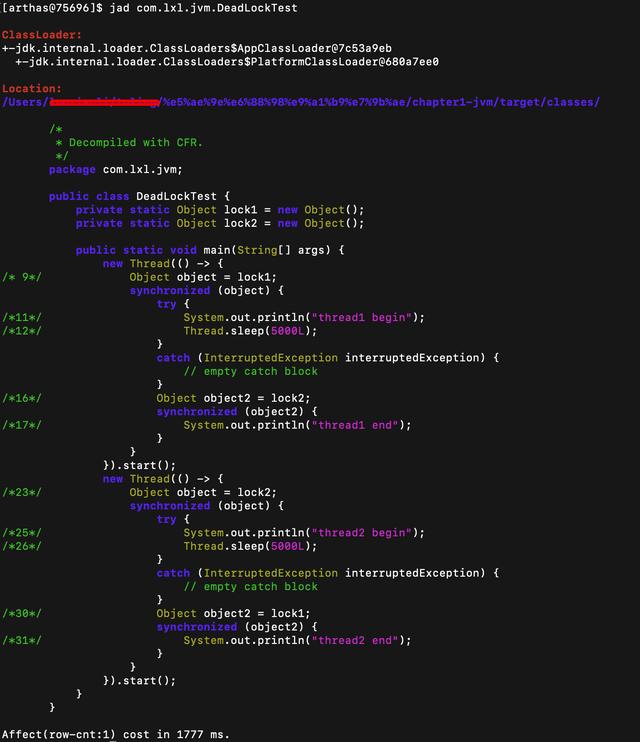 [arthas@75696]$ jad com.lxl.jvm.DeadLockTest
ClassLoader:
+-jdk.internal.loader.ClassLoaders$AppClassLoader@7c53a9eb
  +-jdk.internal.loader.ClassLoaders$PlatformClassLoader@680a7ee0
Location:
/Users/ /%e5%ae%9e%e6%88%98%e9%a1%b9%e7%9b%ae/chapter1-jvm/target/classes/
       /*
        * Decompiled with CFR.
        */
       package com.lxl.jvm;
       public class DeadLockTest {
           private static Object lock1 = new Object();
           private static Object lock2 = new Object();
           public static void main(String[] args) {
               new Thread(() -> {
/* 9*/             Object object = lock1;
                   synchronized (object) {
                       try {
/*11*/                     System.out.println("thread1 begin");
/*12*/                     Thread.sleep(5000L);
                       }
                       catch (InterruptedException interruptedException) {
                           // empty catch block
                       }
/*16*/                 Object object2 = lock2;
                       synchronized (object2) {
/*17*/                     System.out.println("thread1 end");
                       }
                   }
               }).start();
               new Thread(() -> {
/*23*/             Object object = lock2;
                   synchronized (object) {
                       try {
/*25*/                     System.out.println("thread2 begin");
/*26*/                     Thread.sleep(5000L);
                       }
                       catch (InterruptedException interruptedException) {
                           // empty catch block
                       }
/*30*/                 Object object2 = lock1;
                       synchronized (object2) {
/*31*/                     System.out.println("thread2 end");
                       }
                   }
               }).start();
           }
       }
Affect(row-cnt:1) cost in 1777 ms.